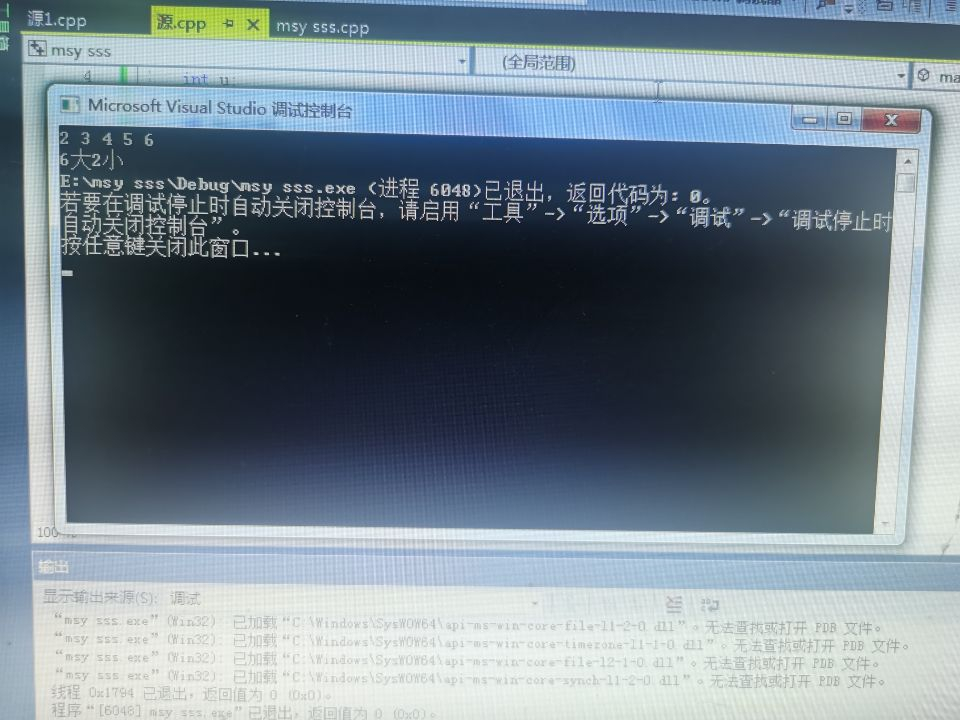 源1.cpp
源.cpp
msy sss.cpp
msy sss
(全局范围)
4
int u
Microsoft Visual Studio 调试控制台
2 3 4 5 6
6大2小
E:\msy sss\Debug\msy sss.exe (进程 6048)已退出，返回代码为: 0。
若要在调试停止时自动关闭控制台，请启用“工具”->“选项”->“调试”->“调试停止时
自动关闭控制台”。
按任意键关闭此窗口...
输出
显示输出来源(S): 调试
“msy sss.exe” (Win32): 已加载“C:\Windows\SysWOW64\api-ms-win-core-file-l1-2-0.dll”。无法查找或打开 PDB 文件。
“msy sss.exe” (Win32): 已加载“C:\Windows\SysWOW64\api-ms-win-core-timezone-l1-1-0.dll”。无法查找或打开 PDB 文件。
“msy sss.exe” (Win32): 已加载“C:\Windows\SysWOW64\api-ms-win-core-file-l2-1-0.dll”。无法查找或打开 PDB 文件。
“msy sss.exe” (Win32): 已加载“C:\Windows\SysWOW64\api-ms-win-core-synch-l1-2-0.dll”。无法查找或打开 PDB 文件。
线程 0x1794 已退出，返回值为 0 (0x0)。
程序“[6048] msy sss.exe”已退出，返回值为 0 (0x0)。